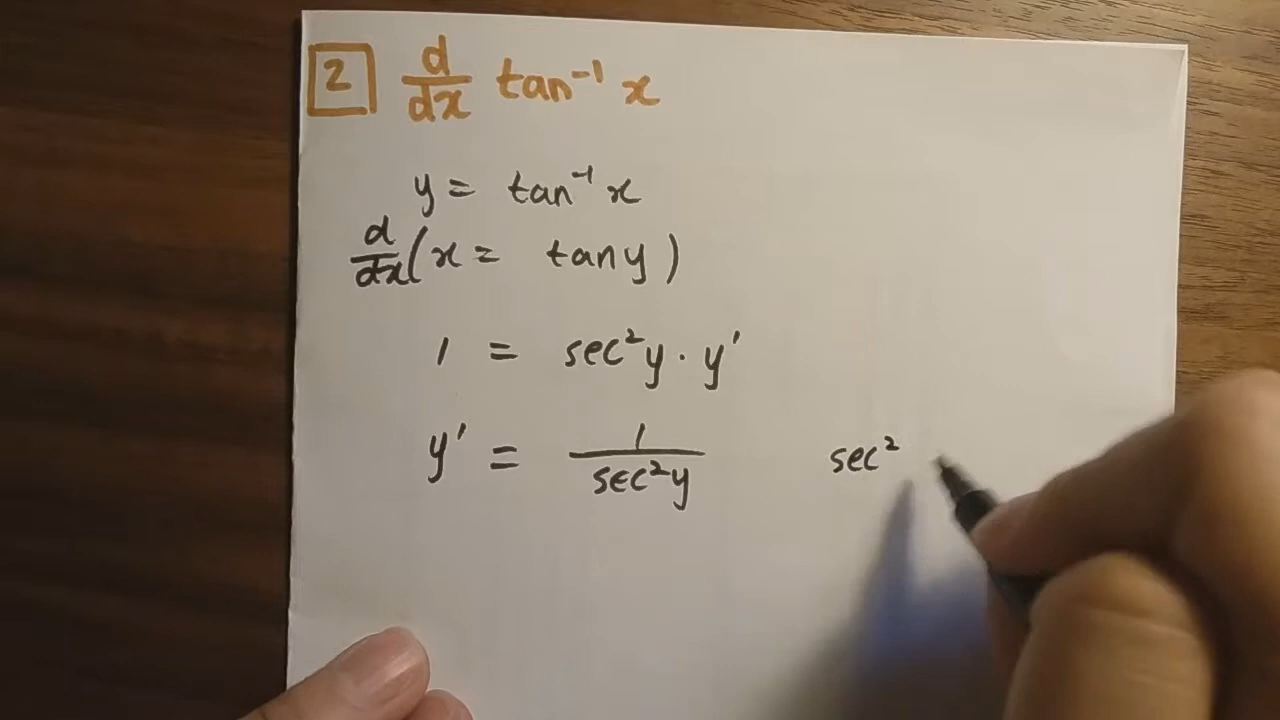 2 d/dx tan⁻¹ x
y = tan⁻¹ x
d/dx (x = tan y)
1 = sec²y · y'
y' = 1/sec²y sec²